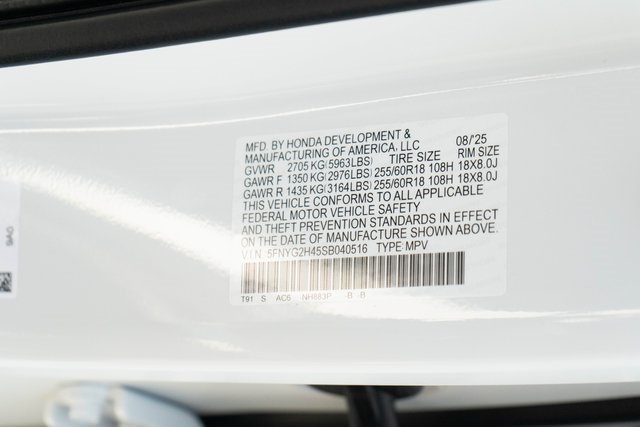 MFD. BY HONDA DEVELOPMENT & 08/'25
MANUFACTURING OF AMERICA, LLC
GVWR 2705 KG(5963LBS) TIRE SIZE RIM SIZE
GAWR F 1350 KG(2976LBS) 255/60R18 108H 18X8.0J
GAWR R 1435 KG(3164LBS) 255/60R18 108H 18X8.0J
THIS VEHICLE CONFORMS TO ALL APPLICABLE
FEDERAL MOTOR VEHICLE SAFETY
AND THEFT PREVENTION STANDARDS IN EFFECT
ON THE DATE OF MANUFACTURE SHOWN ABOVE.
V.I.N. 5FNYG2H45SB040516 TYPE:MPV
T91 S AC6 NH883P B B